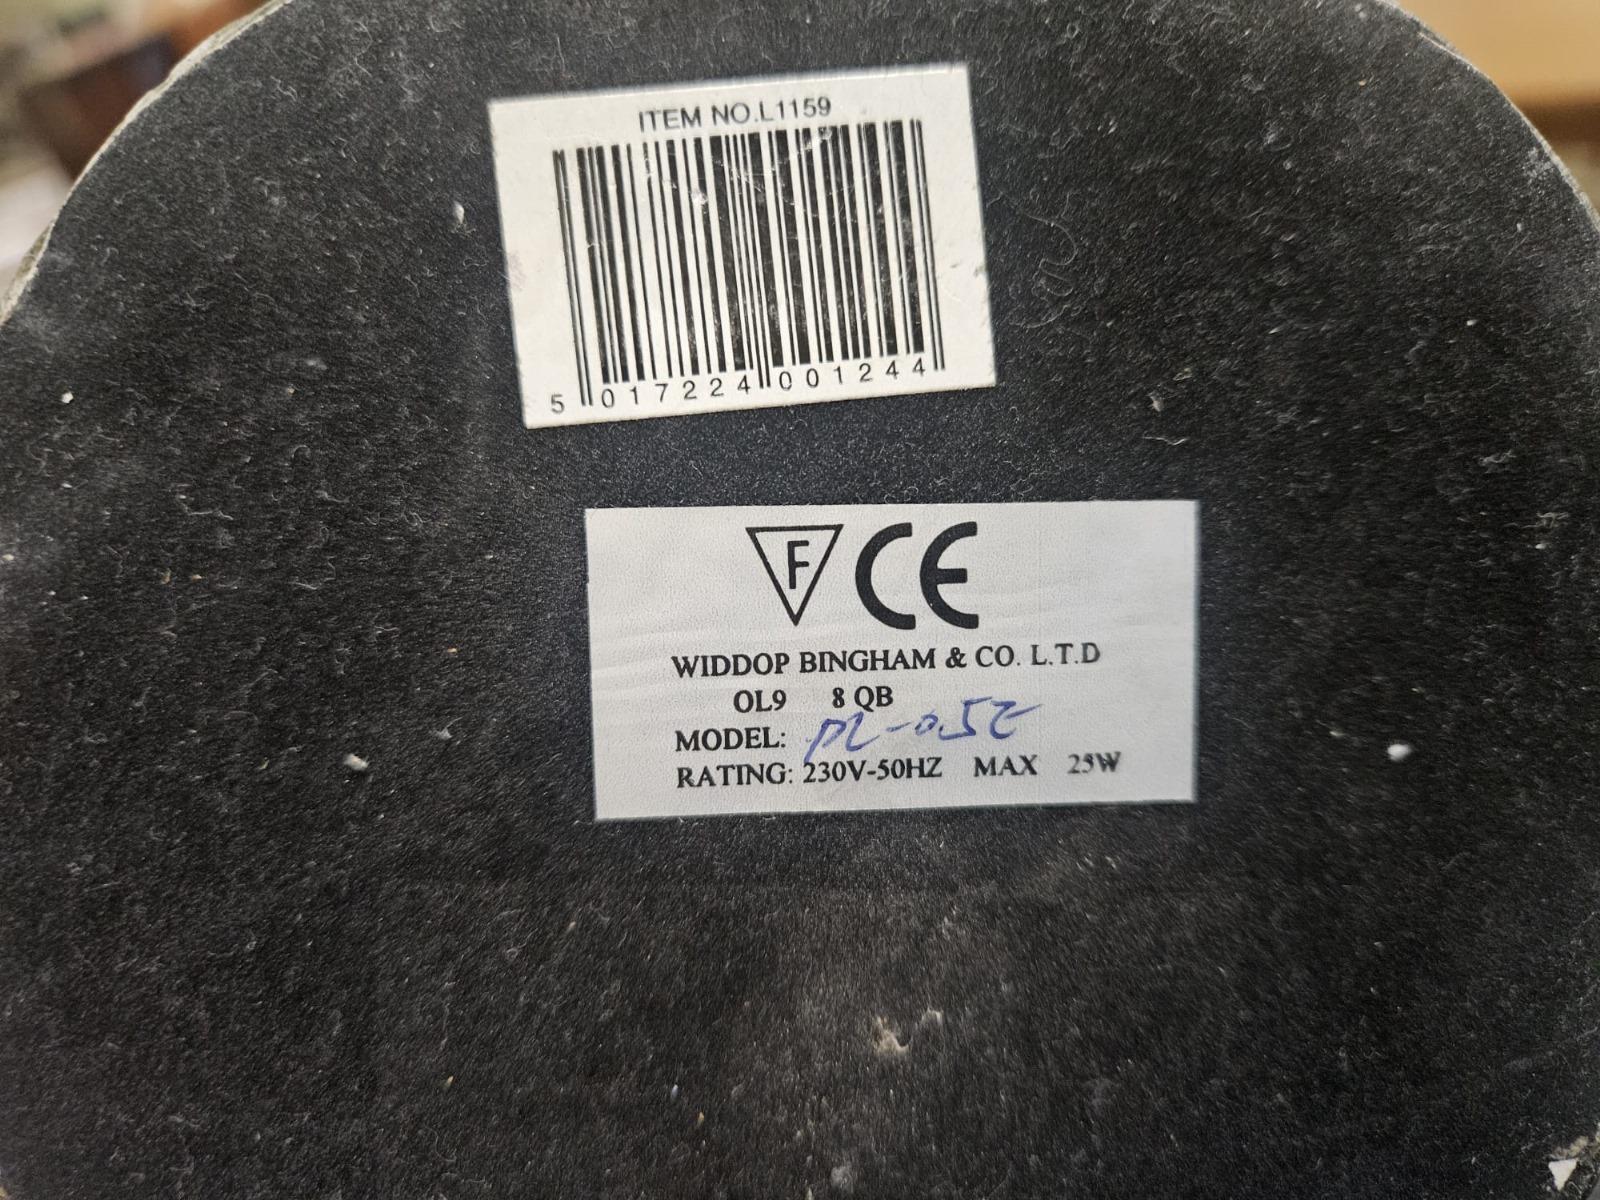 ITEM NO.L1159
5 017224 001244
F CE
WIDDOP BINGHAM & CO. L.T.D
OL9 8 QB
MODEL:
RATING: 230V-50HZ MAX 25W